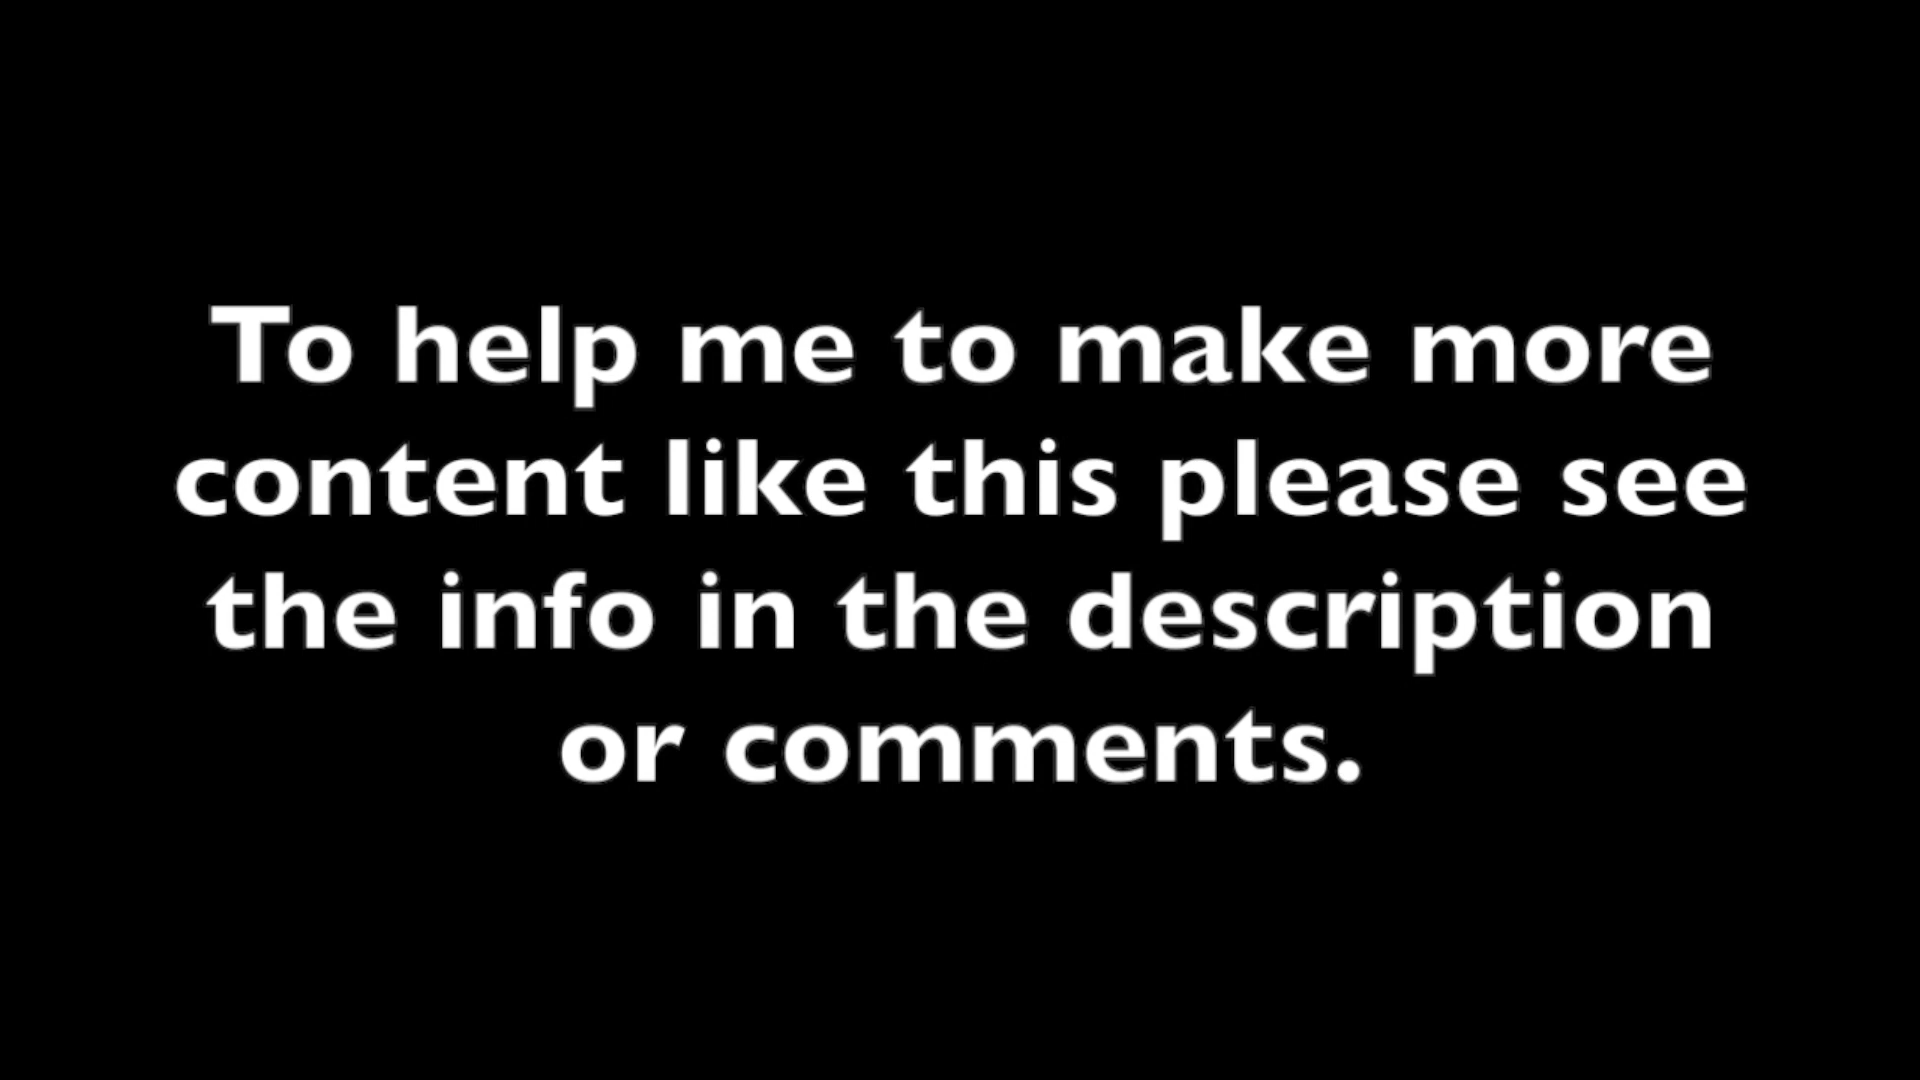 To help me to make more
content like this please see
the info in the description
or comments.